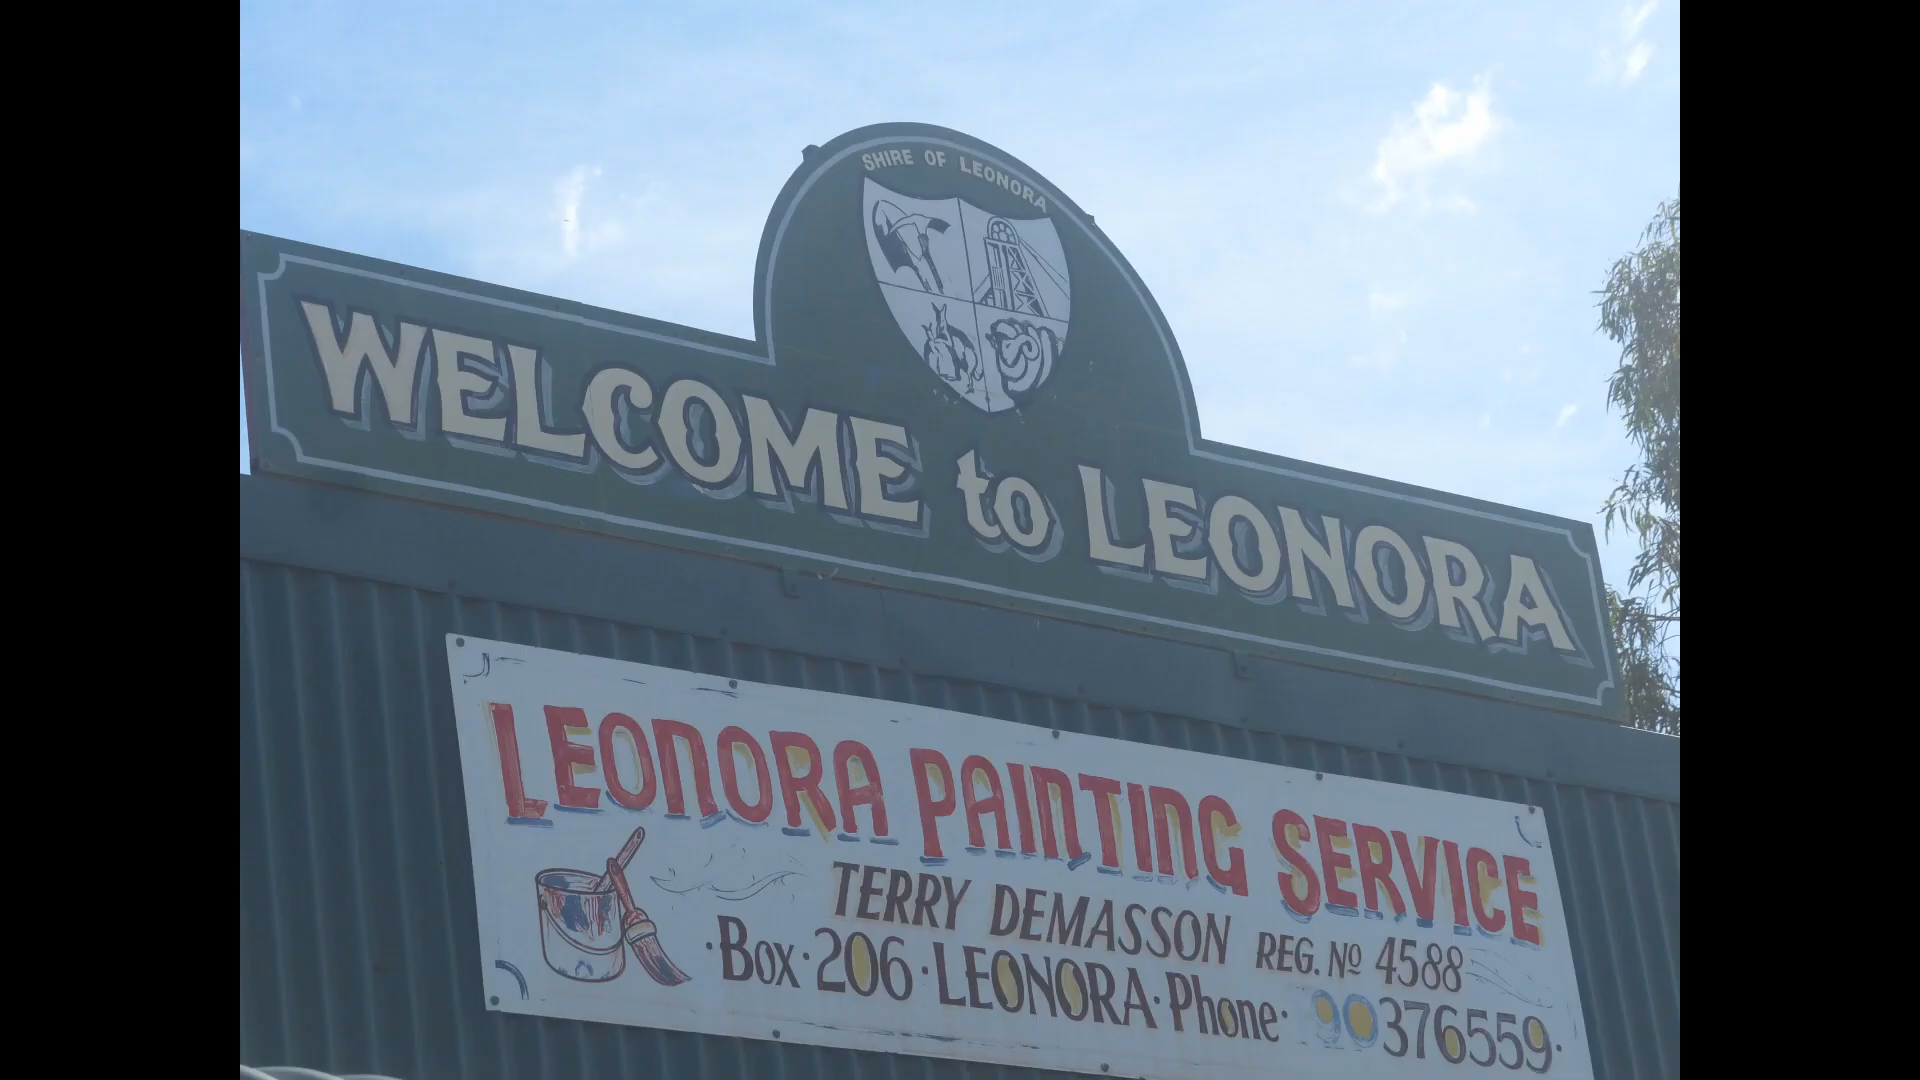 SHIRE OF LEONORA
WELCOME to LEONORA
LEONORA PAINTING SERVICE
TERRY DEMASSON REG. No 4588
·Box·206·LEONORA·Phone·90376559·